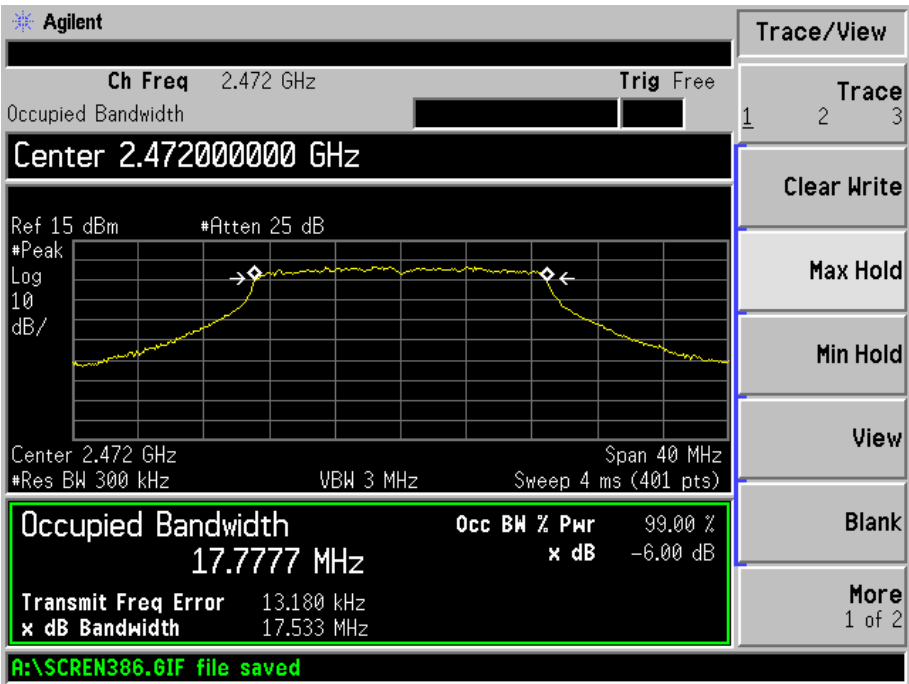 Agilent
Ch Freq 2.472 GHz Trig Free
Occupied Bandwidth
Center 2.472000000 GHz
Ref 15 dBm #Atten 25 dB
#Peak
Log
10
dB/
Center 2.472 GHz Span 40 MHz
#Res BW 300 kHz VBW 3 MHz Sweep 4 ms (401 pts)
Occupied Bandwidth Occ BW % Pwr 99.00 %
17.7777 MHz x dB -6.00 dB
Transmit Freq Error 13.180 kHz
x dB Bandwidth 17.533 MHz
A:\SCREN386.GIF file saved
Trace/View
Trace
1 2 3
Clear Write
Max Hold
Min Hold
View
Blank
More
1 of 2